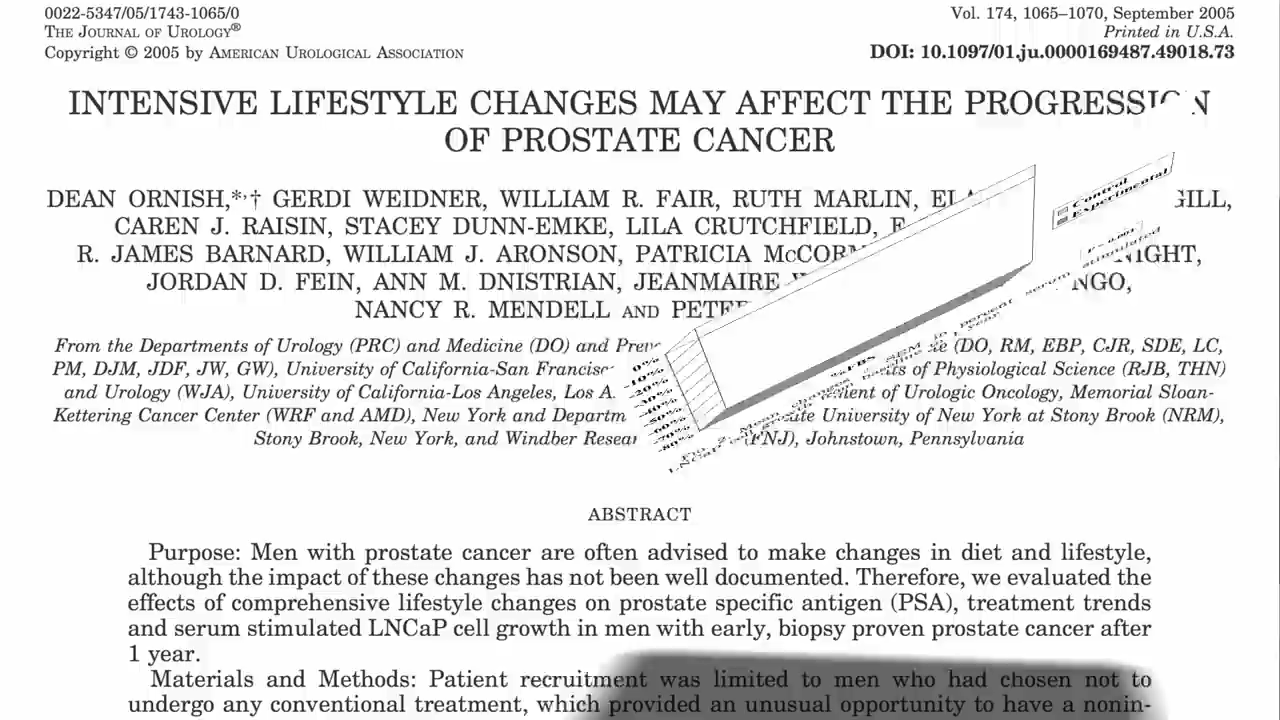 0022-5347/05/1743-1065/0
THE JOURNAL OF UROLOGY®
Copyright © 2005 by AMERICAN UROLOGICAL ASSOCIATION
Vol. 174, 1065–1070, September 2005
Printed in U.S.A.
DOI: 10.1097/01.ju.0000169487.49018.73
INTENSIVE LIFESTYLE CHANGES MAY AFFECT THE PROGRESSION
OF PROSTATE CANCER
DEAN ORNISH,*,† GERDI WEIDNER, WILLIAM R. FAIR, RUTH MARLIN,
CAREN J. RAISIN, STACEY DUNN-EMKE, LILA CRUTCHFIELD,
R. JAMES BARNARD, WILLIAM J. ARONSON, PATRICIA
JORDAN D. FEIN, ANN M. DNISTRIAN, JEANMAIRE
NANCY R. MENDELL AND
Control
Experimental
From the Departments of Urology (PRC) and Medicine (DO) and (DO, RM, EBP, CJR, SDE, LC,
PM, DJM, JDF, JW, GW), University of California-San of Physiological Science (RJB, THN)
and Urology (WJA), University of California-Los Angeles, Los of Urologic Oncology, Memorial Sloan-
Kettering Cancer Center (WRF and AMD), New York and University of New York at Stony Brook (NRM),
Stony Brook, New York, and Windber (FNJ), Johnstown, Pennsylvania
ABSTRACT
Purpose: Men with prostate cancer are often advised to make changes in diet and lifestyle,
although the impact of these changes has not been well documented. Therefore, we evaluated the
effects of comprehensive lifestyle changes on prostate specific antigen (PSA), treatment trends
and serum stimulated LNCaP cell growth in men with early, biopsy proven prostate cancer after
1 year.
Materials and Methods: Patient recruitment was limited to men who had chosen not to
undergo any conventional treatment, which provided an unusual opportunity to have a nonin-